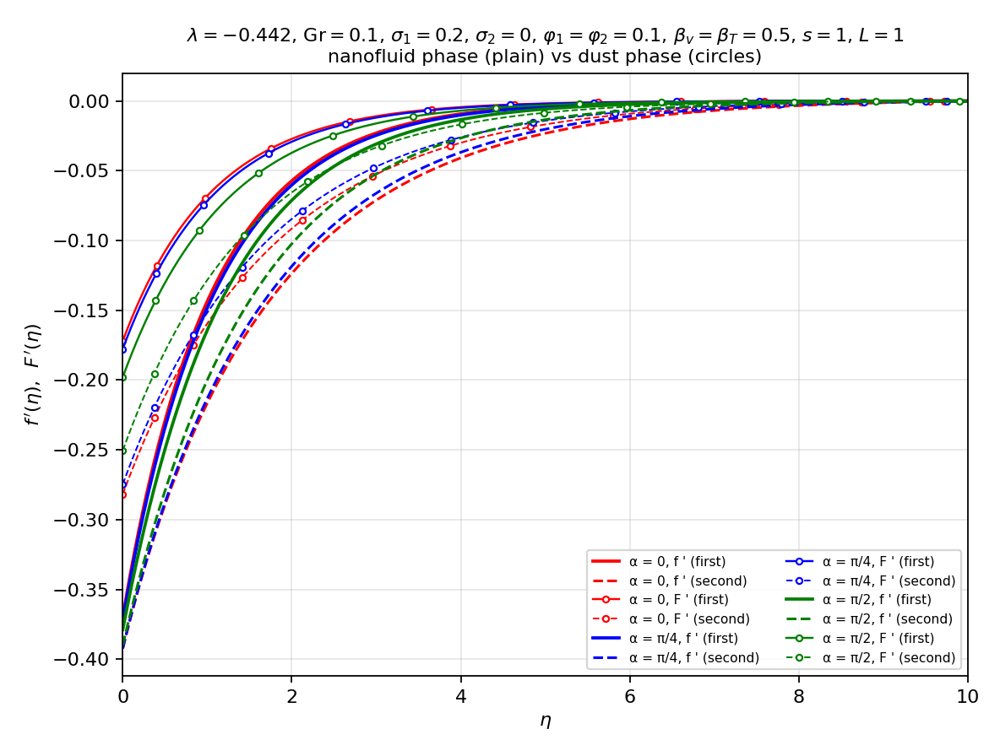 λ = −0.442, Gr = 0.1, σ₁ = 0.2, σ₂ = 0, φ₁ = φ₂ = 0.1, βᵥ = β_T = 0.5, s = 1, L = 1
nanofluid phase (plain) vs dust phase (circles)
f′(η), F′(η)
0.00
−0.05
−0.10
−0.15
−0.20
−0.25
−0.30
−0.35
−0.40
α = 0, f ' (first)
α = 0, f ' (second)
α = 0, F ' (first)
α = 0, F ' (second)
α = π/4, f ' (first)
α = π/4, f ' (second)
α = π/4, F ' (first)
α = π/4, F ' (second)
α = π/2, f ' (first)
α = π/2, f ' (second)
α = π/2, F ' (first)
α = π/2, F ' (second)
0 2 4 6 8 10
η